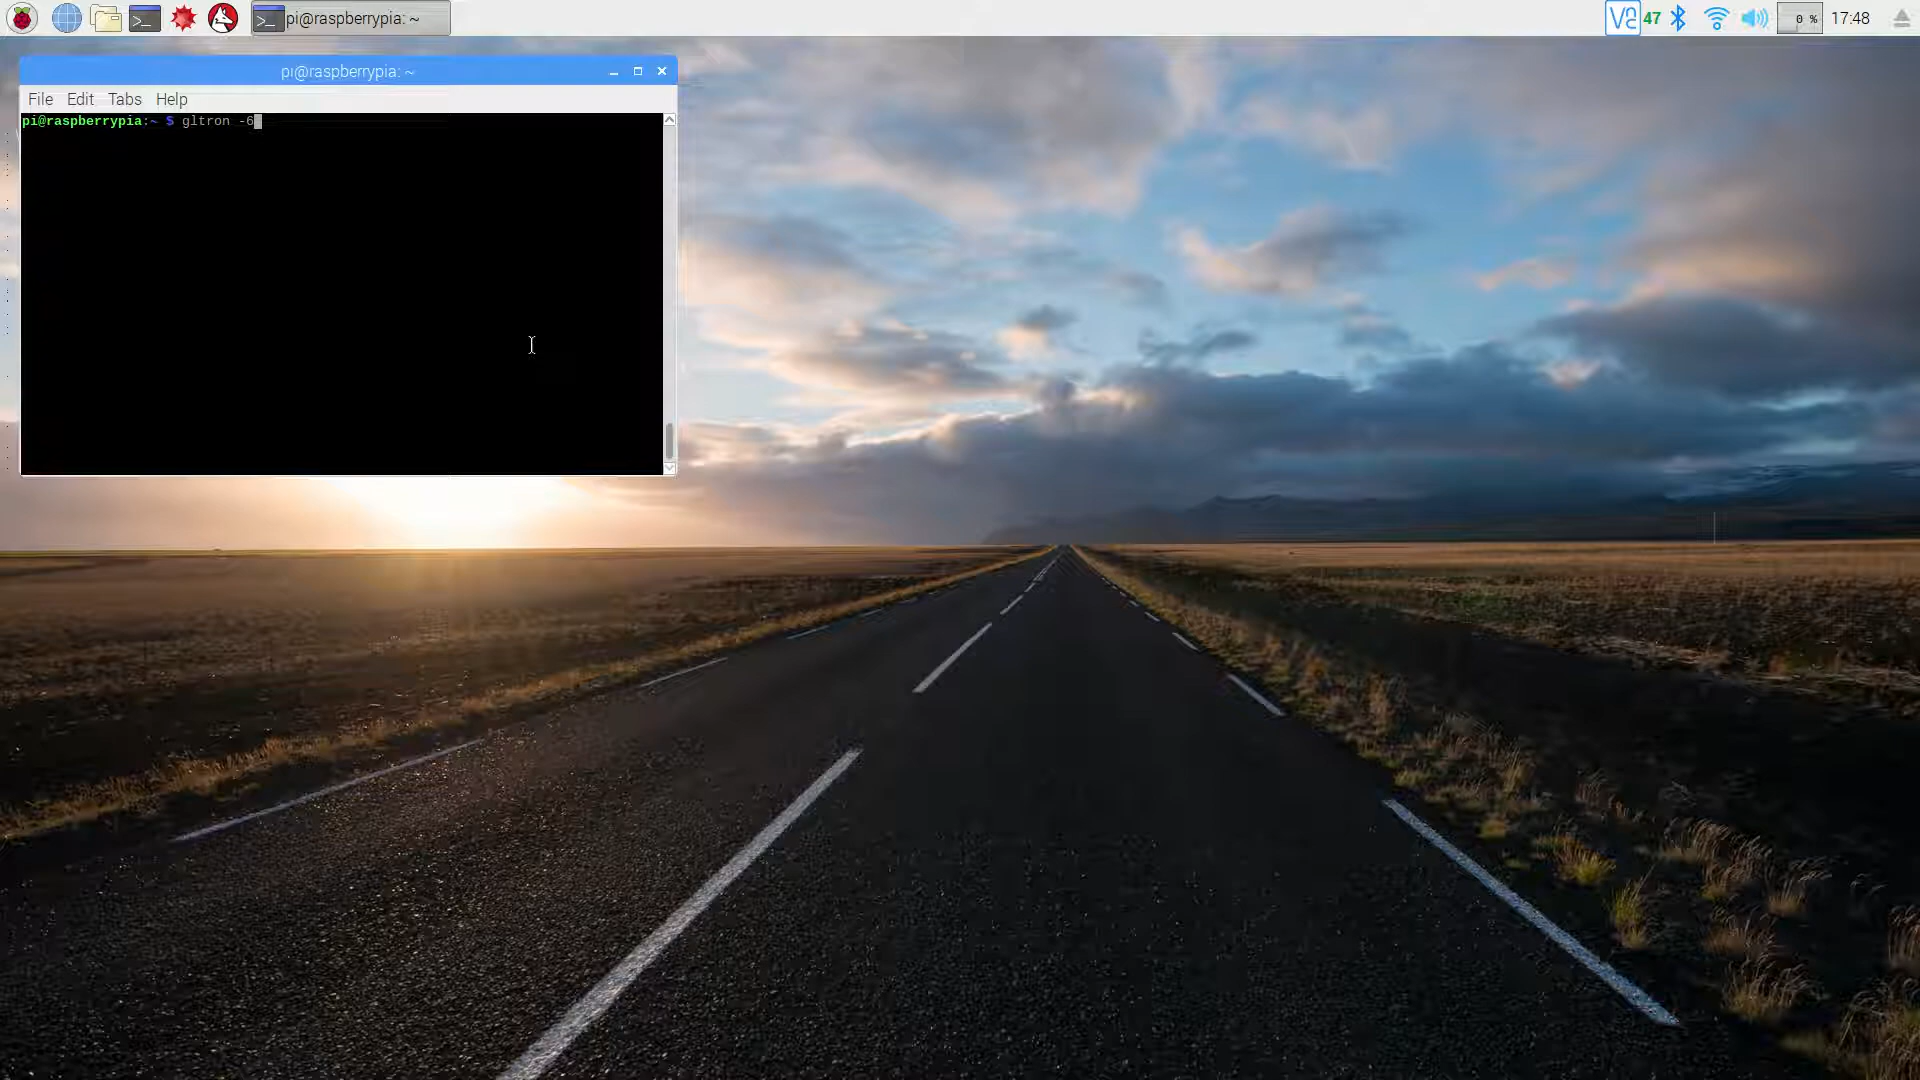 pi@raspberrypia: ~
47
0 %
17:48
pi@raspberrypia: ~
File Edit Tabs Help
pi@raspberrypia:~ $ gltron -6